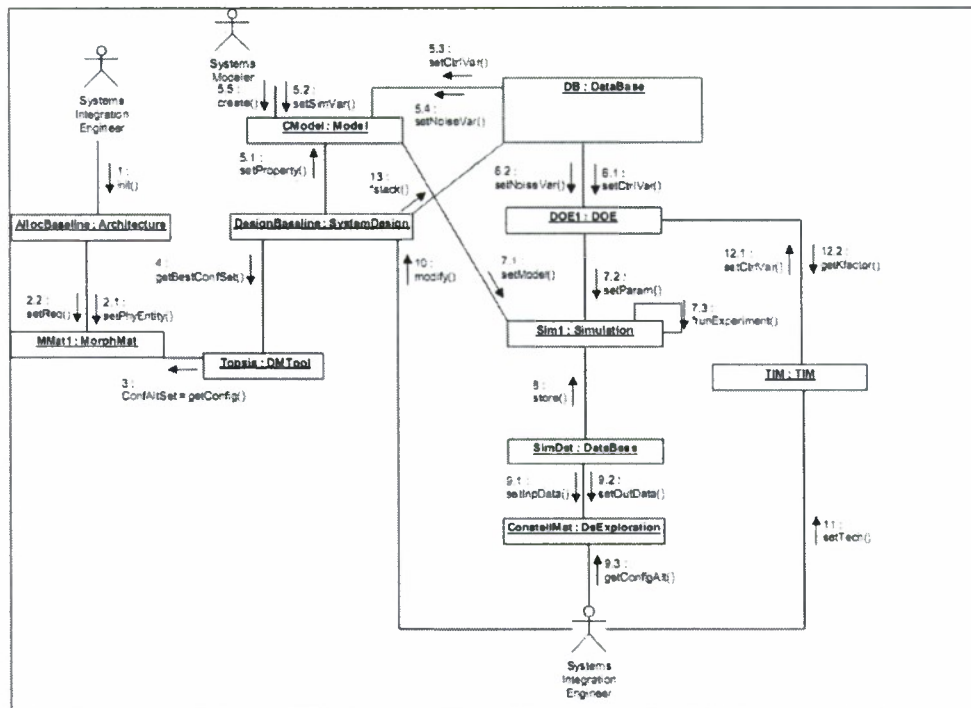 Systems
Modeler
Systems
Integration
Engineer
1 :
init()
5.5 :
create()
5.2 :
setSimVar()
5.3 :
setCtrlVar()
5.4 :
setNoiseVar()
DB : DataBase
CModel : Model
5.1 :
setProperty()
13 :
*stack()
6.2 :
setNoiseVar()
6.1 :
setCtrlVar()
AllocBaseline : Architecture
DesignBaseline : SystemDesign
DOE1 : DOE
4 :
getBestConfSet()
10 :
modify()
7.1 :
setModel()
7.2 :
setParam()
12.1 :
setCtrlVar()
12.2 :
getKfactor()
2.2 :
setReq()
2.1 :
setPhyEntity()
7.3 :
*runExperiment()
Sim1 : Simulation
MMat1 : MorphMat
Topsis : DMTool
TIM : TIM
3 :
ConfAltSet = getConfig()
8 :
store()
SimDat : DataBase
9.1 :
setInpData()
9.2 :
setOutData()
ConstellMat : DsExploration
11 :
setTech()
9.3 :
getConfigAlt()
Systems
Integration
Engineer